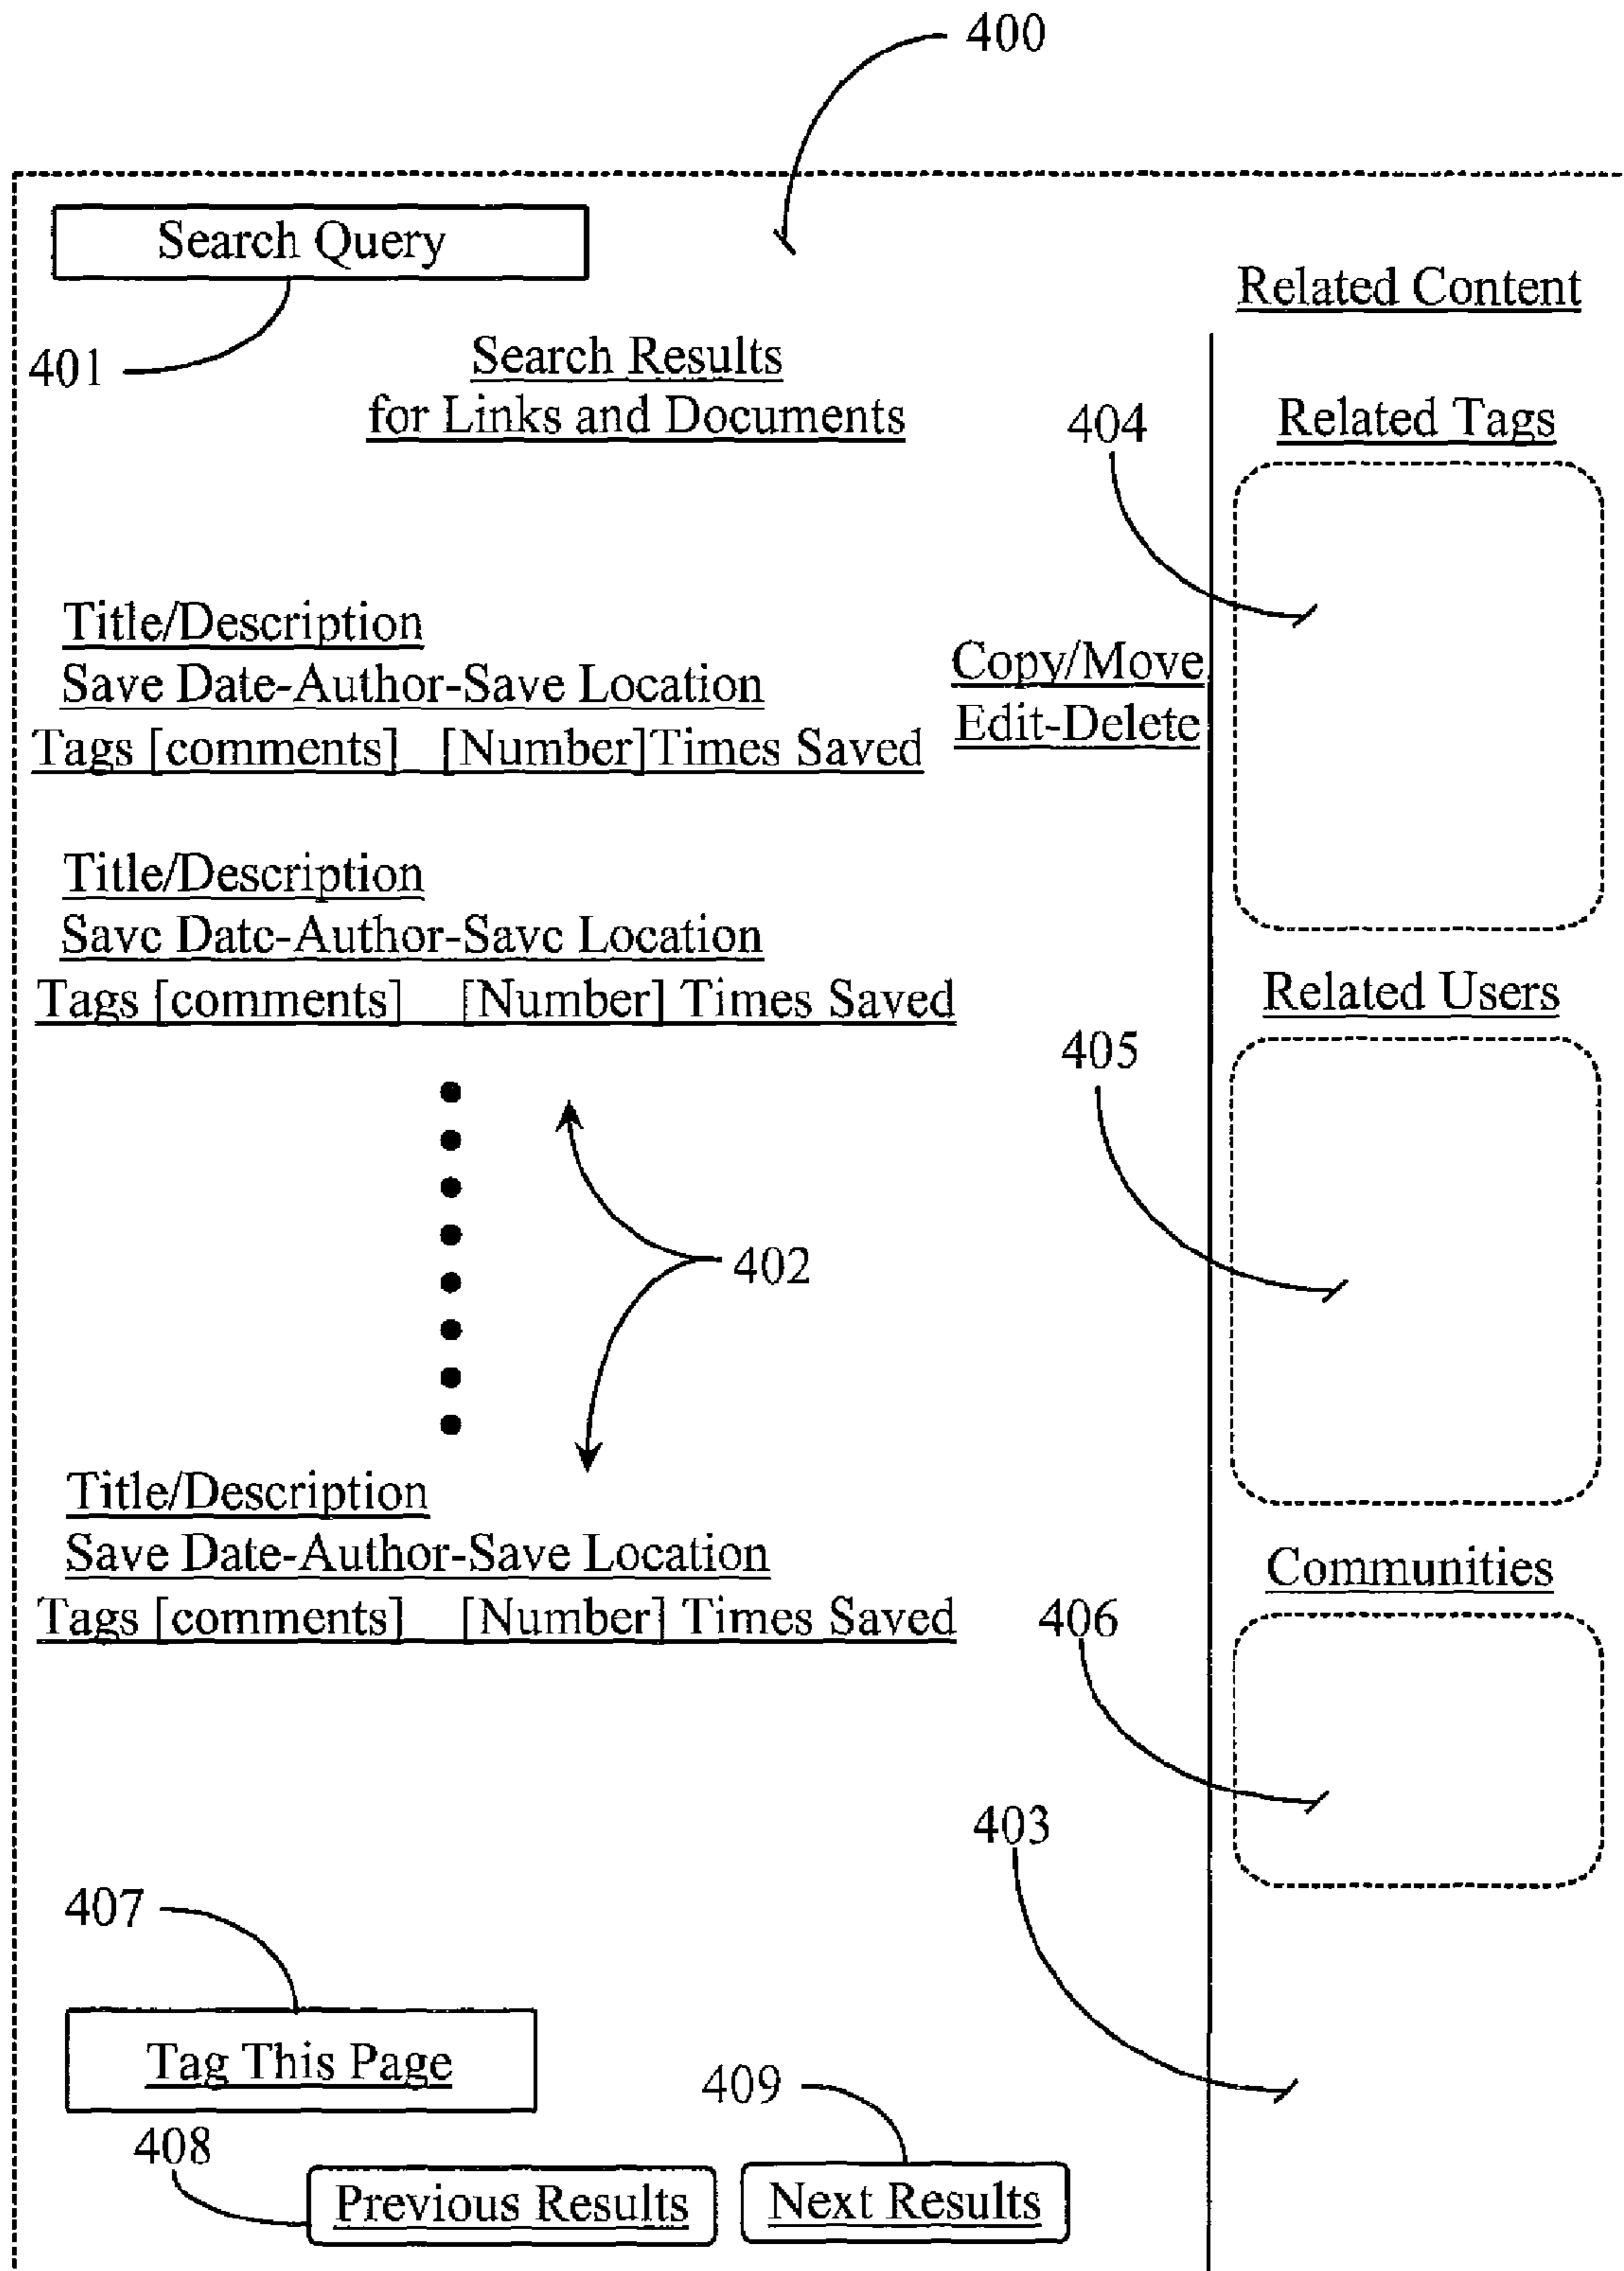 400
Search Query
Related Content
401
Search Results
for Links and Documents
404
Related Tags
Title/Description
Save Date-Author-Save Location
Tags [comments] [Number]Times Saved
Copy/Move
Edit-Delete
Title/Description
Save Date-Author-Save Location
Tags [comments] [Number] Times Saved
Related Users
405
402
Title/Description
Save Date-Author-Save Location
Tags [comments] [Number] Times Saved
Communities
406
403
407
Tag This Page
409
408
Previous Results
Next Results